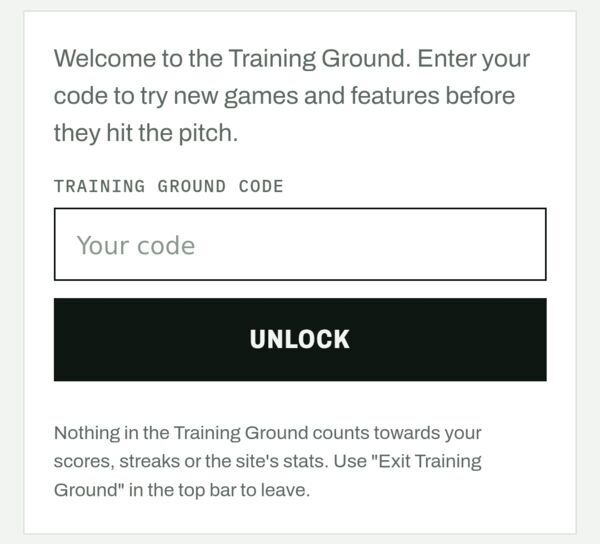 Welcome to the Training Ground. Enter your
code to try new games and features before
they hit the pitch.
TRAINING GROUND CODE
Your code
UNLOCK
Nothing in the Training Ground counts towards your
scores, streaks or the site's stats. Use "Exit Training
Ground" in the top bar to leave.